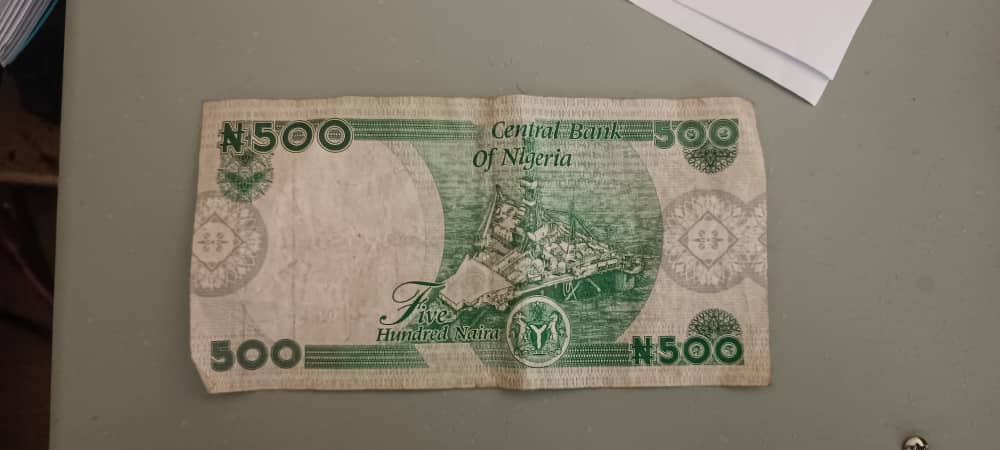 ₦500
Central Bank
Of Nigeria
500
Five
Hundred Naira
500
₦500